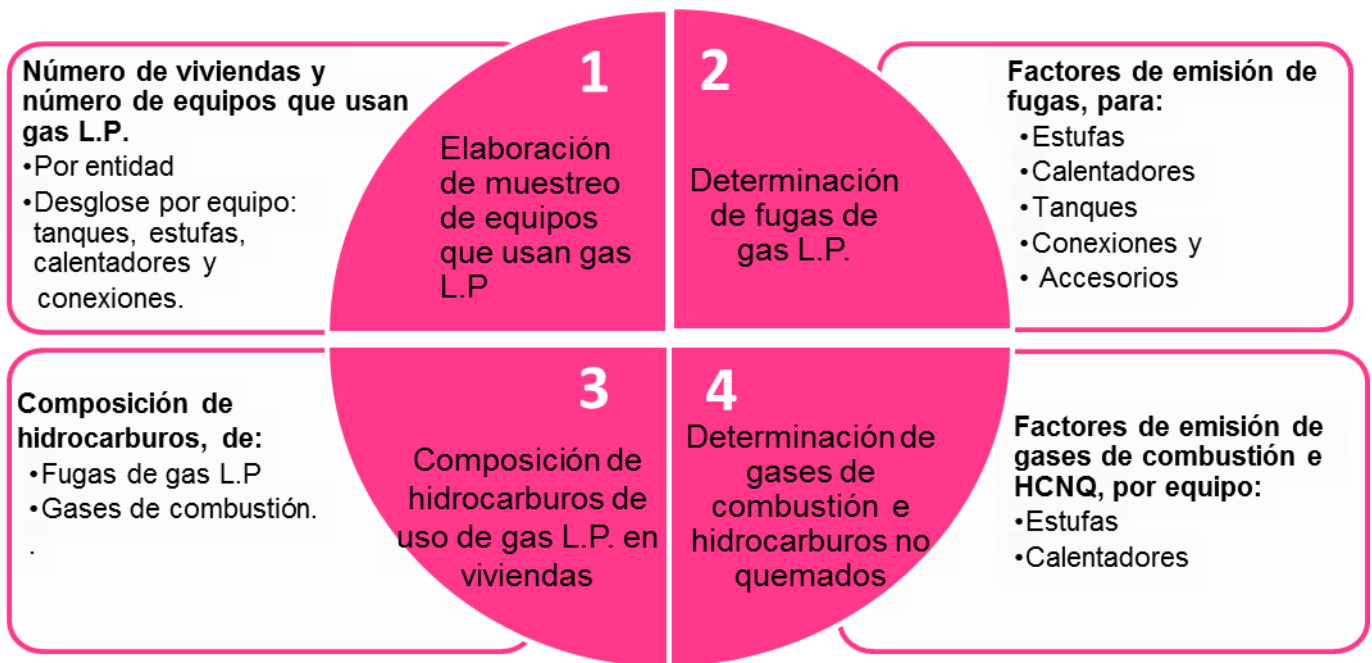 Número de viviendas y
número de equipos que usan
gas L.P.
•Por entidad
•Desglose por equipo:
tanques, estufas,
calentadores y
conexiones.
1
Elaboración
de muestreo
de equipos
que usan gas
L.P
2
Determinación
de fugas de
gas L.P.
Factores de emisión de
fugas, para:
•Estufas
•Calentadores
•Tanques
•Conexiones y
• Accesorios
Composición de
hidrocarburos, de:
•Fugas de gas L.P
•Gases de combustión.
.
3
Composición de
hidrocarburos de
uso de gas L.P. en
viviendas
4
Determinación de
gases de
combustión e
hidrocarburos no
quemados
Factores de emisión de
gases de combustión e
HCNQ, por equipo:
•Estufas
•Calentadores